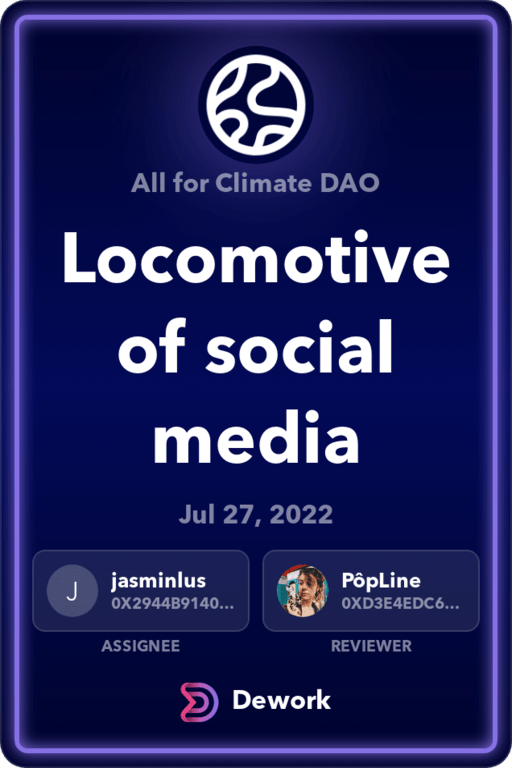 All for Climate DAO
Locomotive
of social
media
Jul 27, 2022
J
jasminlus
0X2944B9140...
PôpLine
0XD3E4EDC6...
ASSIGNEE
REVIEWER
Dework